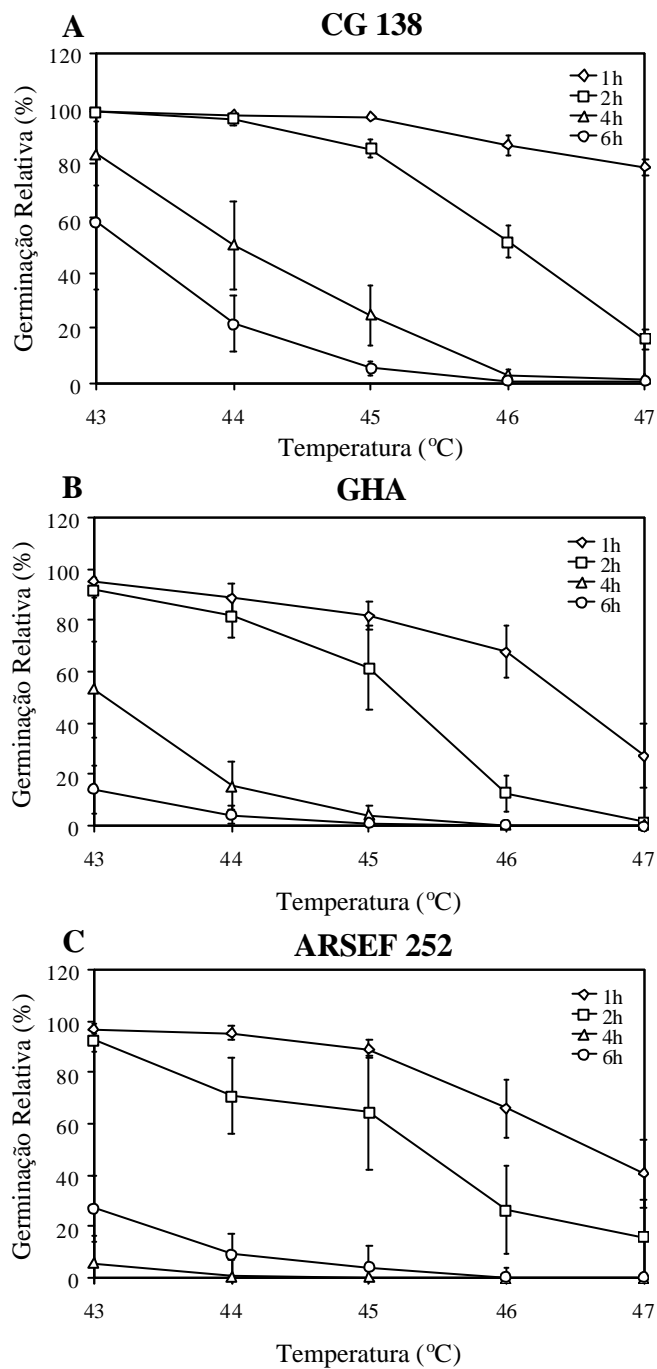 A
CG 138
Germinação Relativa (%)
120
100
80
60
40
20
0
1h
2h
4h
6h
43 44 45 46 47
Temperatura (°C)
B
GHA
Germinação Relativa (%)
120
100
80
60
40
20
0
1h
2h
4h
6h
43 44 45 46 47
Temperatura (°C)
C
ARSEF 252
Germinação Relativa (%)
120
100
80
60
40
20
0
1h
2h
4h
6h
43 44 45 46 47
Temperatura (°C)